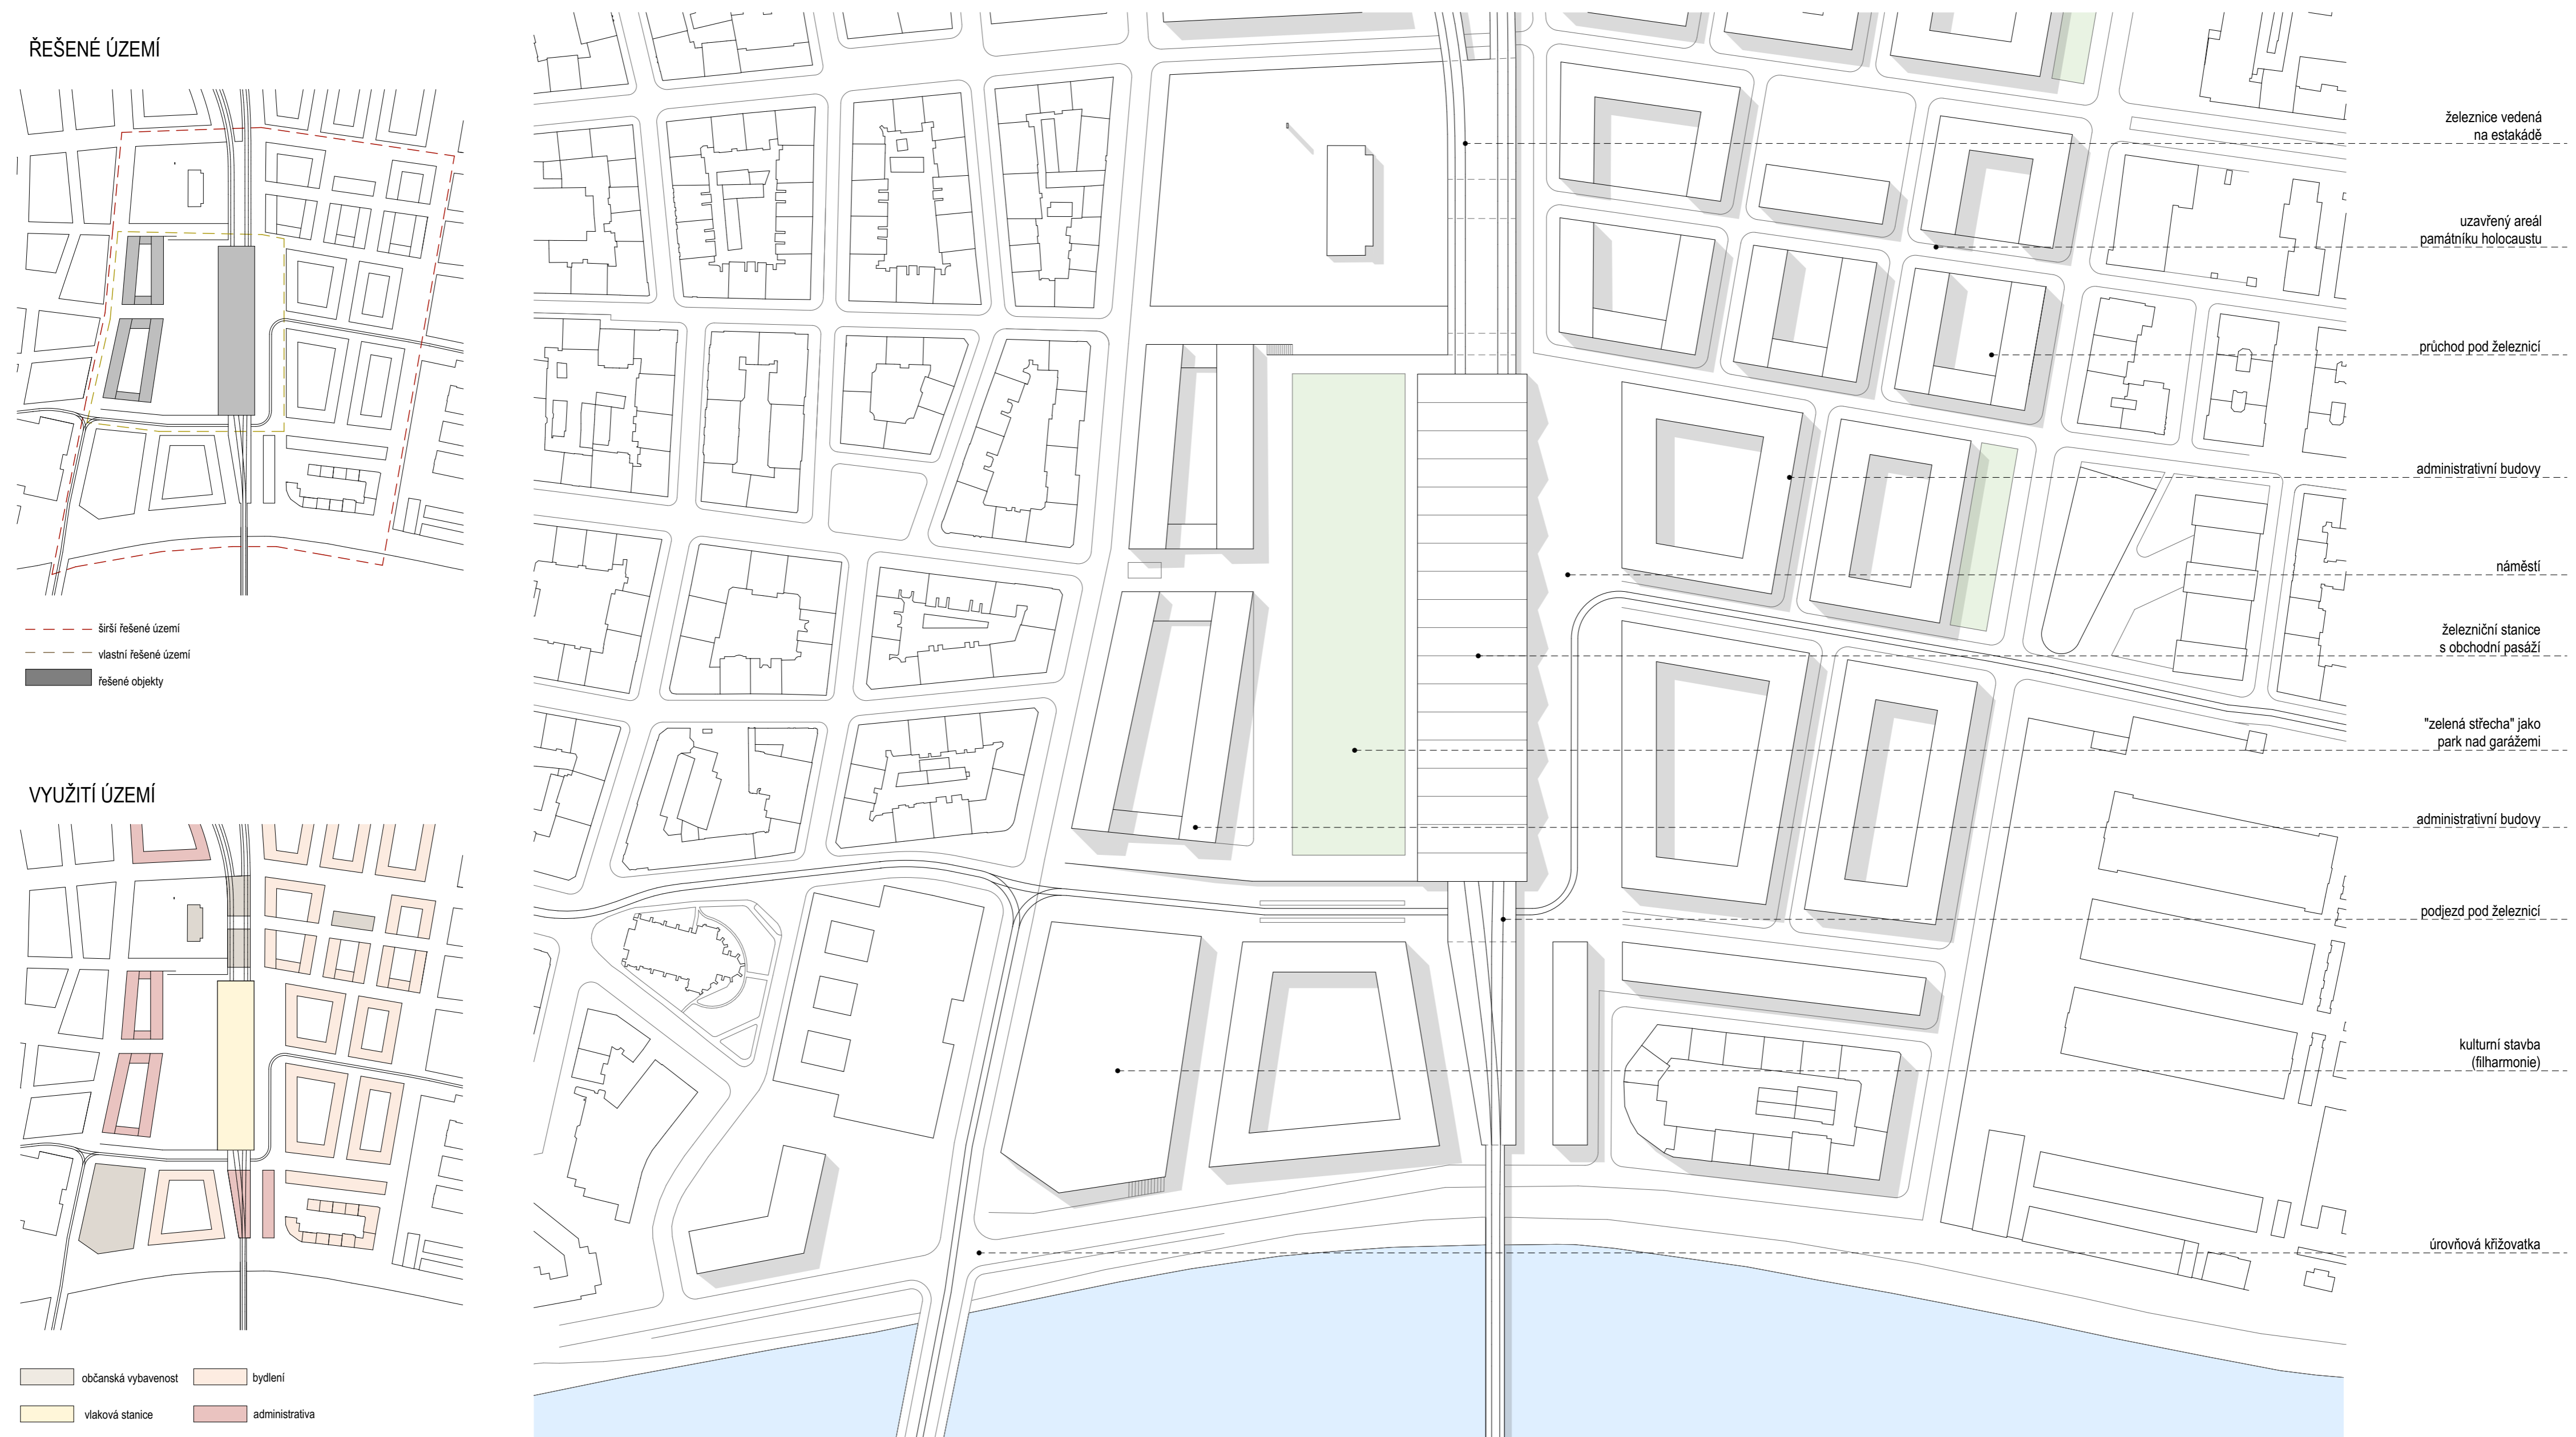 ŘEŠENÉ ÚZEMÍ
širší řešené území
vlastní řešené území
řešené objekty
VYUŽITÍ ÚZEMÍ
občanská vybavenost
bydlení
vlaková stanice
administrativa
železnice vedená
na estakádě
uzavřený areál
památníku holocaustu
průchod pod železnicí
administrativní budovy
náměstí
železniční stanice
s obchodní pasáží
"zelená střecha" jako
park nad garážemi
administrativní budovy
podjezd pod železnicí
kulturní stavba
(filharmonie)
úrovňová křižovatka